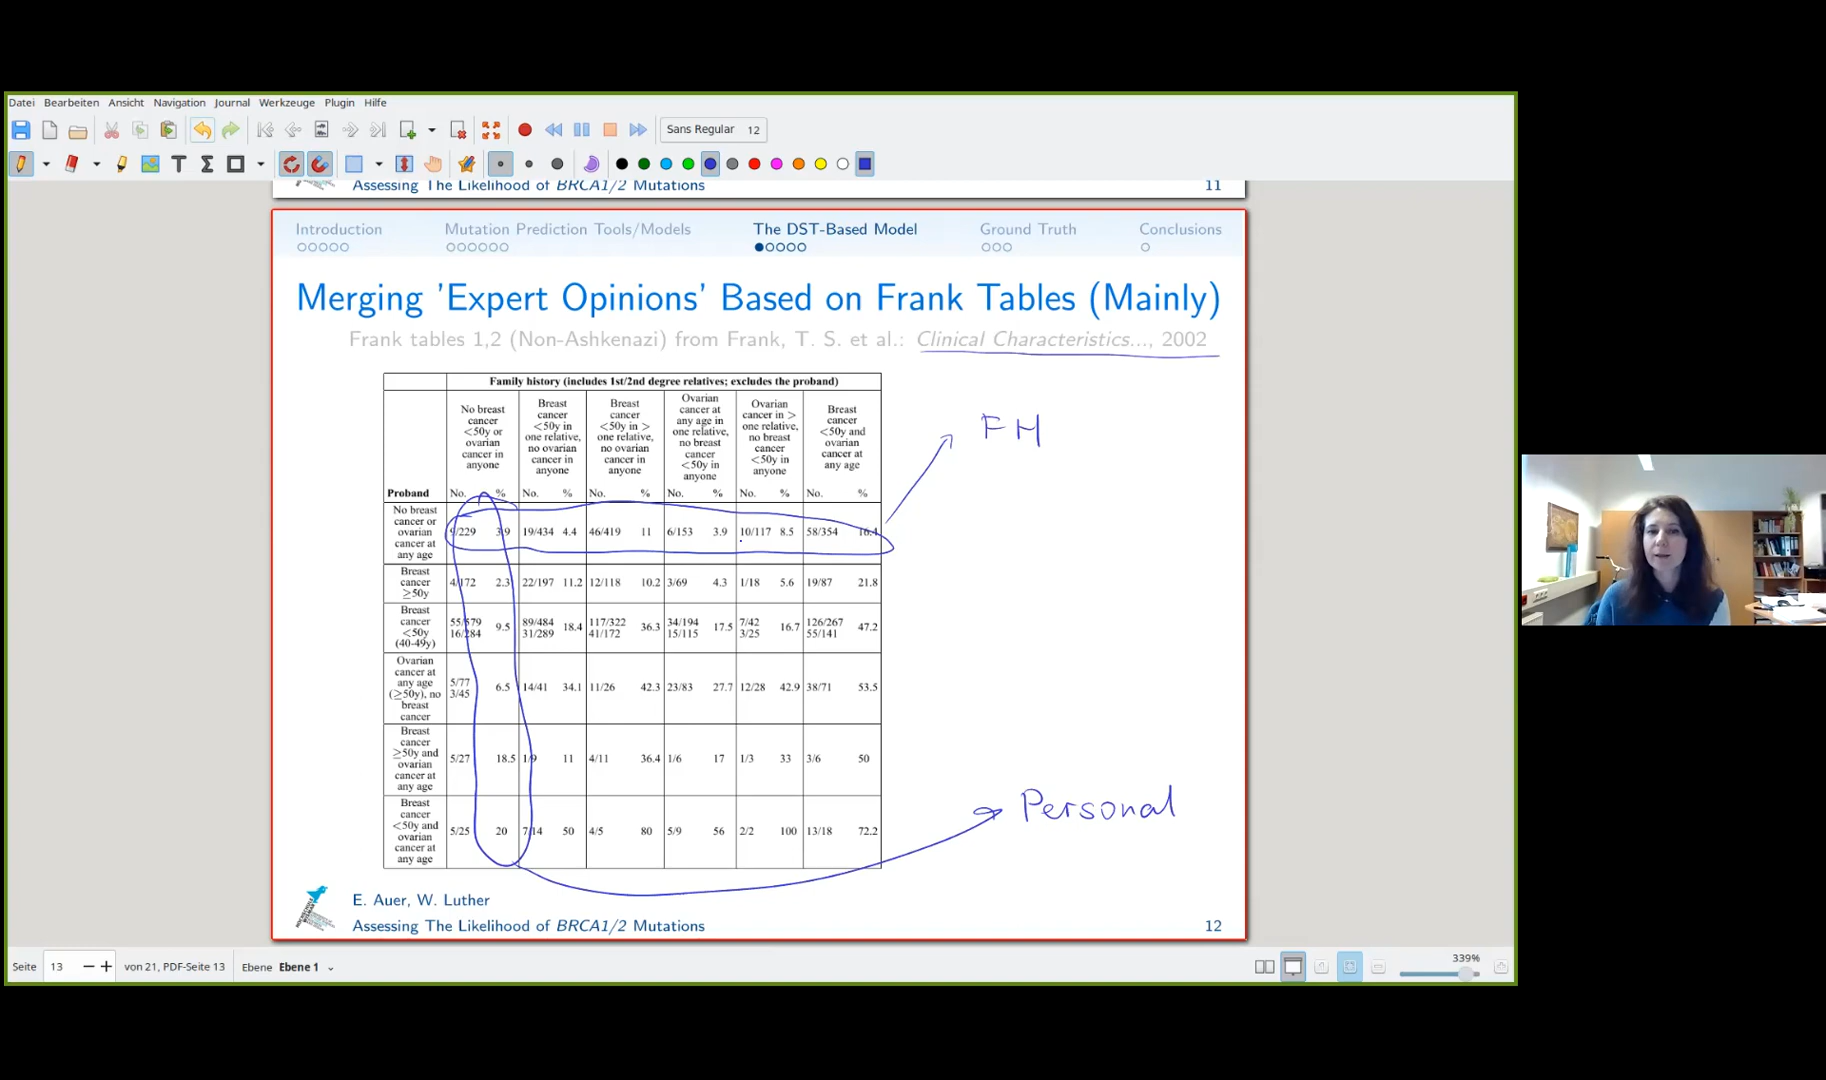 Datei Bearbeiten Ansicht Navigation Journal Werkzeuge Plugin Hilfe
Sans Regular 12
Assessing The Likelihood of BRCA1/2 Mutations 11
Introduction Mutation Prediction Tools/Models The DST-Based Model Ground Truth Conclusions
Merging 'Expert Opinions' Based on Frank Tables (Mainly)
Frank tables 1,2 (Non-Ashkenazi) from Frank, T. S. et al.: Clinical Characteristics..., 2002
Family history (includes 1st/2nd degree relatives; excludes the proband)
No breast
cancer
<50y or
ovarian
cancer in
anyone
Breast
cancer
<50y in
one relative,
no ovarian
cancer in
anyone
Breast
cancer
<50y in >
one relative,
no ovarian
cancer in
anyone
Ovarian
cancer at
any age in
one relative,
no breast
cancer
<50y in
anyone
Ovarian
cancer in >
one relative,
no breast
cancer
<50y in
anyone
Breast
cancer
<50y and
ovarian
cancer at
any age
FH
Proband No. % No. % No. % No. % No. % No. %
No breast
cancer or
ovarian
cancer at
any age
9/229 3.9 19/434 4.4 46/419 11 6/153 3.9 10/117 8.5 58/354 16.4
Breast
cancer
≥50y
4/172 2.3 22/197 11.2 12/118 10.2 3/69 4.3 1/18 5.6 19/87 21.8
Breast
cancer
<50y
(40-49y)
55/579 89/484 117/322 34/194 7/42 126/267
9.5 18.4 36.3 17.5 16.7 47.2
16/284 31/289 41/172 15/115 3/25 55/141
Ovarian
cancer at
any age
(≥50y), no
breast
cancer
5/77
3/45 6.5 14/41 34.1 11/26 42.3 23/83 27.7 12/28 42.9 38/71 53.5
Breast
cancer
≥50y and
ovarian
cancer at
any age
5/27 18.5 1/9 11 4/11 36.4 1/6 17 1/3 33 3/6 50
Breast
cancer
<50y and
ovarian
cancer at
any age
5/25 20 7/14 50 4/5 80 5/9 56 2/2 100 13/18 72.2
Personal
E. Auer, W. Luther
Assessing The Likelihood of BRCA1/2 Mutations 12
Seite 13 von 21, PDF-Seite 13 Ebene Ebene 1 339%